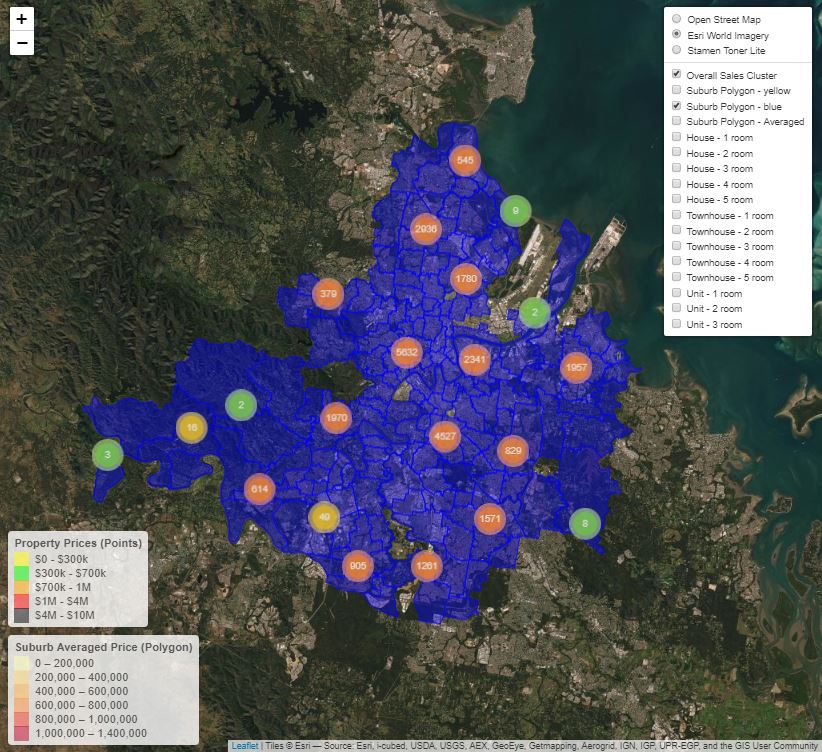 +
−
Open Street Map
Esri World Imagery
Stamen Toner Lite
Overall Sales Cluster
Suburb Polygon - yellow
Suburb Polygon - blue
Suburb Polygon - Averaged
House - 1 room
House - 2 room
House - 3 room
House - 4 room
House - 5 room
Townhouse - 1 room
Townhouse - 2 room
Townhouse - 3 room
Townhouse - 4 room
Townhouse - 5 room
Unit - 1 room
Unit - 2 room
Unit - 3 room
545
9
2936
1780
379
2
5632
2341
1957
2
1970
16
4527
829
3
614
49
1571
8
905
1261
Property Prices (Points)
$0 - $300k
$300k - $700k
$700k - 1M
$1M - $4M
$4M - $10M
Suburb Averaged Price (Polygon)
0 – 200,000
200,000 – 400,000
400,000 – 600,000
600,000 – 800,000
800,000 – 1,000,000
1,000,000 – 1,400,000
Leaflet | Tiles © Esri — Source: Esri, i-cubed, USDA, USGS, AEX, GeoEye, Getmapping, Aerogrid, IGN, IGP, UPR-EGP, and the GIS User Community